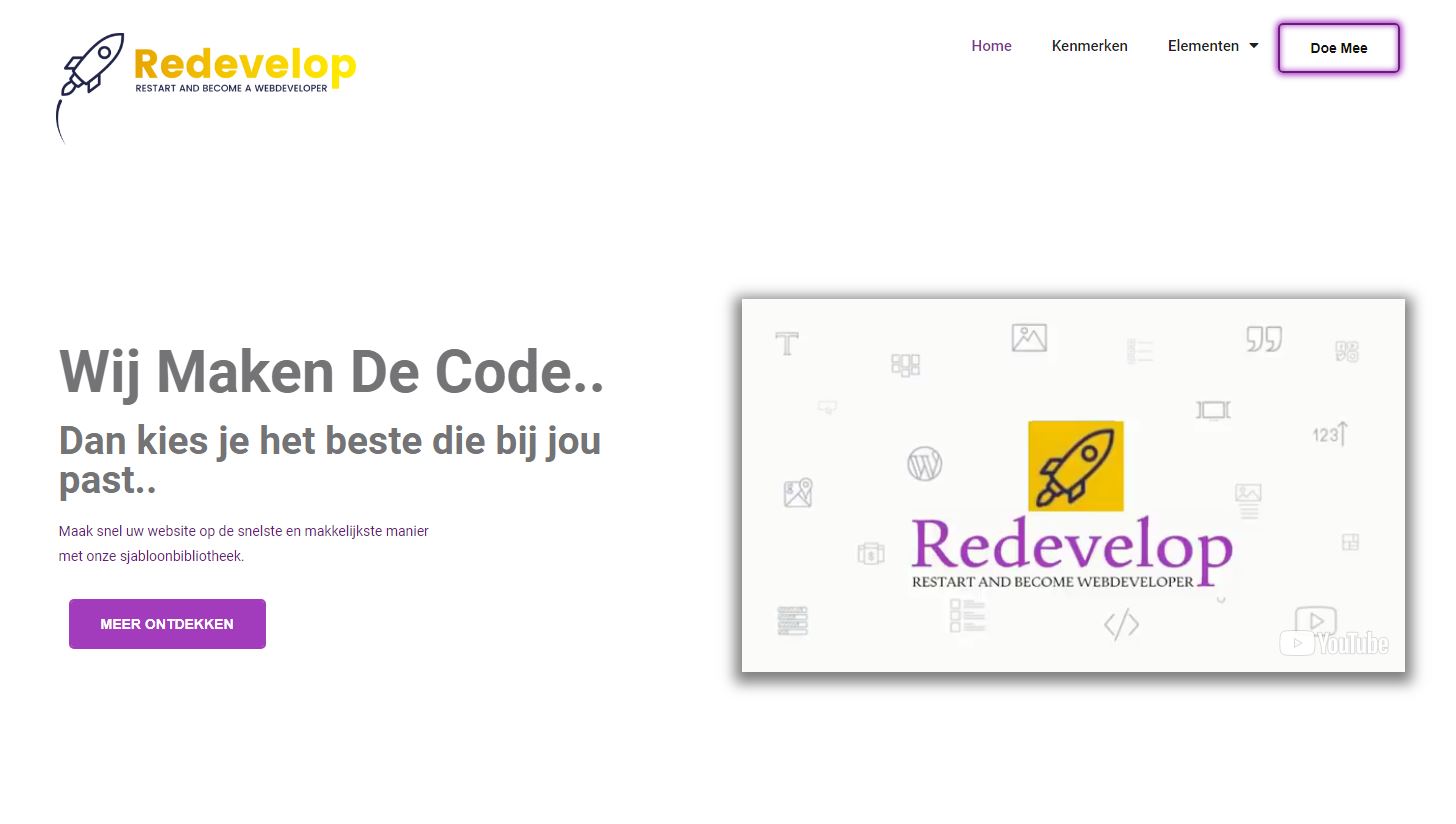 Redevelop
RESTART AND BECOME A WEBDEVELOPER
Home
Kenmerken
Elementen
Doe Mee
Wij Maken De Code..
Dan kies je het beste die bij jou
past..
Maak snel uw website op de snelste en makkelijkste manier
met onze sjabloonbibliotheek.
MEER ONTDEKKEN
T
123
W
$
</>
Redevelop
RESTART AND BECOME WEBDEVELOPER
YouTube